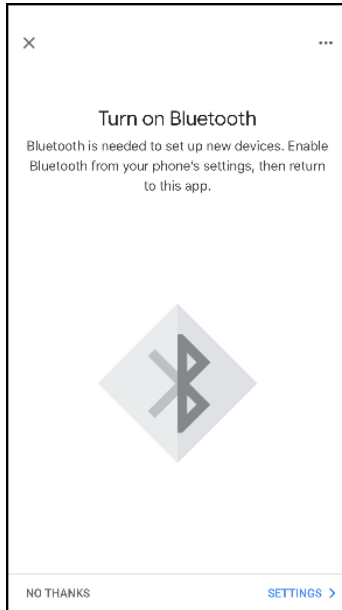 Turn on Bluetooth
Bluetooth is needed to set up new devices. Enable
Bluetooth from your phone's settings, then return
to this app.
NO THANKS
SETTINGS >